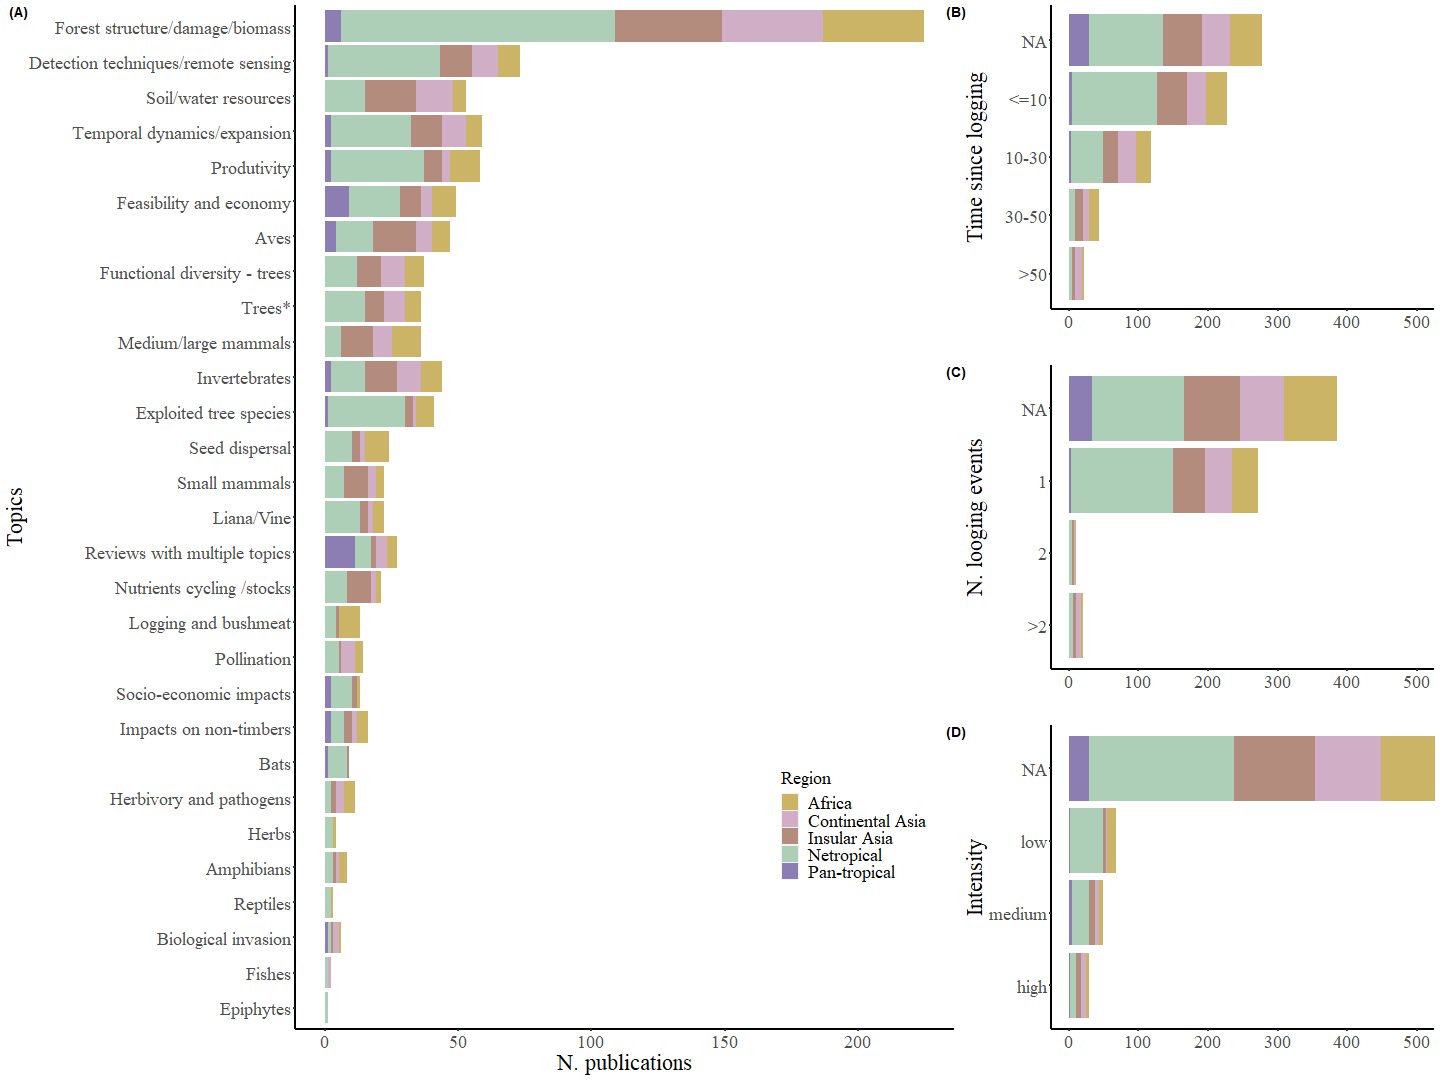 (A)
Forest structure/damage/biomass
Detection techniques/remote sensing
Soil/water resources
Temporal dynamics/expansion
Produtivity
Feasibility and economy
Aves
Functional diversity - trees
Trees*
Medium/large mammals
Invertebrates
Exploited tree species
Seed dispersal
Small mammals
Liana/Vine
Reviews with multiple topics
Nutrients cycling /stocks
Logging and bushmeat
Pollination
Socio-economic impacts
Impacts on non-timbers
Bats
Herbivory and pathogens
Herbs
Amphibians
Reptiles
Biological invasion
Fishes
Epiphytes
Topics
0 50 100 150 200
N. publications
Region
Africa
Continental Asia
Insular Asia
Netropical
Pan-tropical
(B)
Time since logging
NA
<=10
10-30
30-50
>50
0 100 200 300 400 500
(C)
N. looging events
NA
1
2
>2
0 100 200 300 400 500
(D)
Intensity
NA
low
medium
high
0 100 200 300 400 500